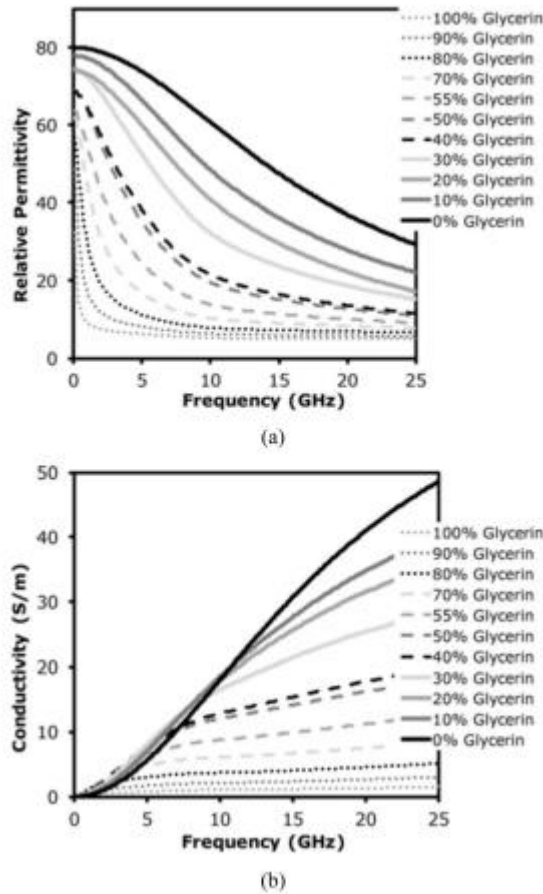 100% Glycerin
90% Glycerin
80% Glycerin
70% Glycerin
55% Glycerin
50% Glycerin
40% Glycerin
30% Glycerin
20% Glycerin
10% Glycerin
0% Glycerin
Relative Permittivity
80
60
40
20
0
0 5 10 15 20 25
Frequency (GHz)
(a)
Conductivity (S/m)
50
40
30
20
10
0
100% Glycerin
90% Glycerin
80% Glycerin
70% Glycerin
55% Glycerin
50% Glycerin
40% Glycerin
30% Glycerin
20% Glycerin
10% Glycerin
0% Glycerin
0 5 10 15 20 25
Frequency (GHz)
(b)